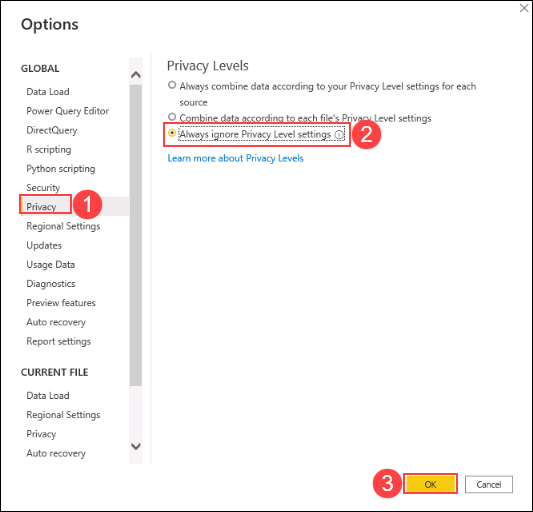 Options
GLOBAL
Data Load
Power Query Editor
DirectQuery
R scripting
Python scripting
Security
Privacy
1
Regional Settings
Updates
Usage Data
Diagnostics
Preview features
Auto recovery
Report settings
CURRENT FILE
Data Load
Regional Settings
Privacy
Auto recovery
Privacy Levels
Always combine data according to your Privacy Level settings for each
source
Combine data according to each file's Privacy Level settings
Always ignore Privacy Level settings
2
Learn more about Privacy Levels
3
OK
Cancel